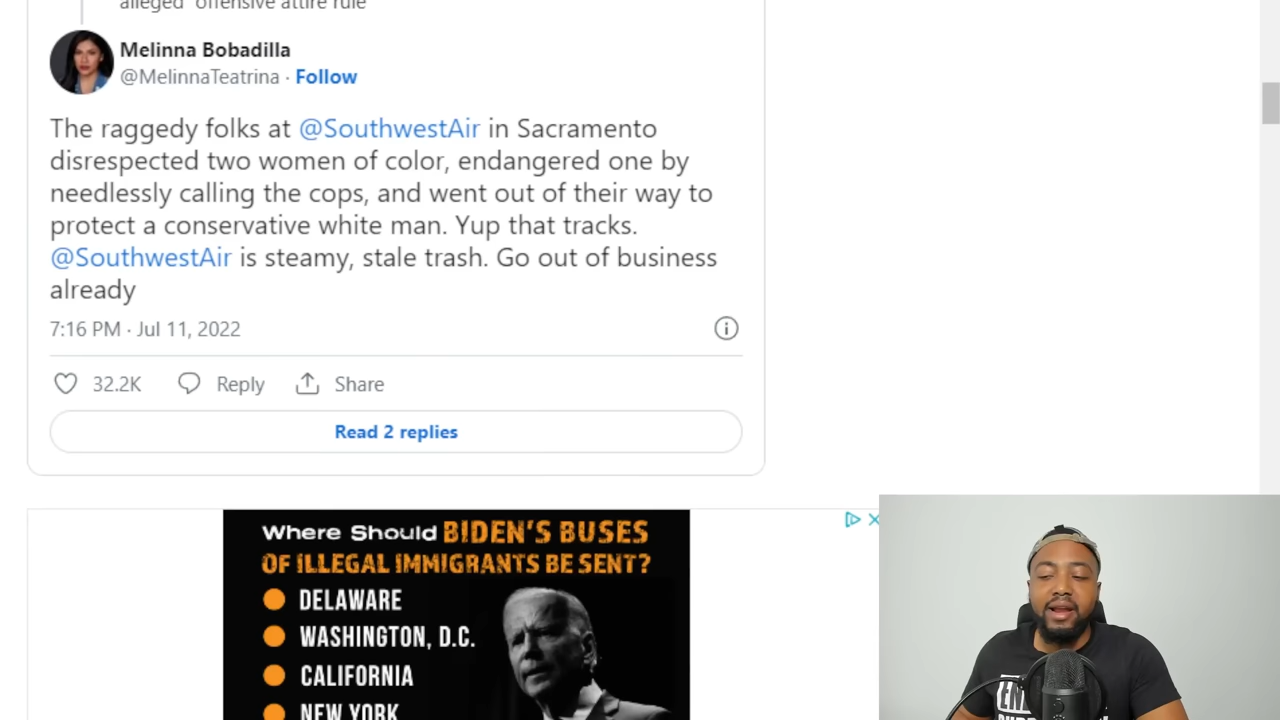 alleged "offensive attire rule"
Melinna Bobadilla
@MelinnaTeatrina · Follow
The raggedy folks at @SouthwestAir in Sacramento
disrespected two women of color, endangered one by
needlessly calling the cops, and went out of their way to
protect a conservative white man. Yup that tracks.
@SouthwestAir is steamy, stale trash. Go out of business
already
7:16 PM · Jul 11, 2022
32.2K Reply Share
Read 2 replies
Where Should BIDEN'S BUSES
OF ILLEGAL IMMIGRANTS BE SENT?
DELAWARE
WASHINGTON, D.C.
CALIFORNIA
NEW YORK